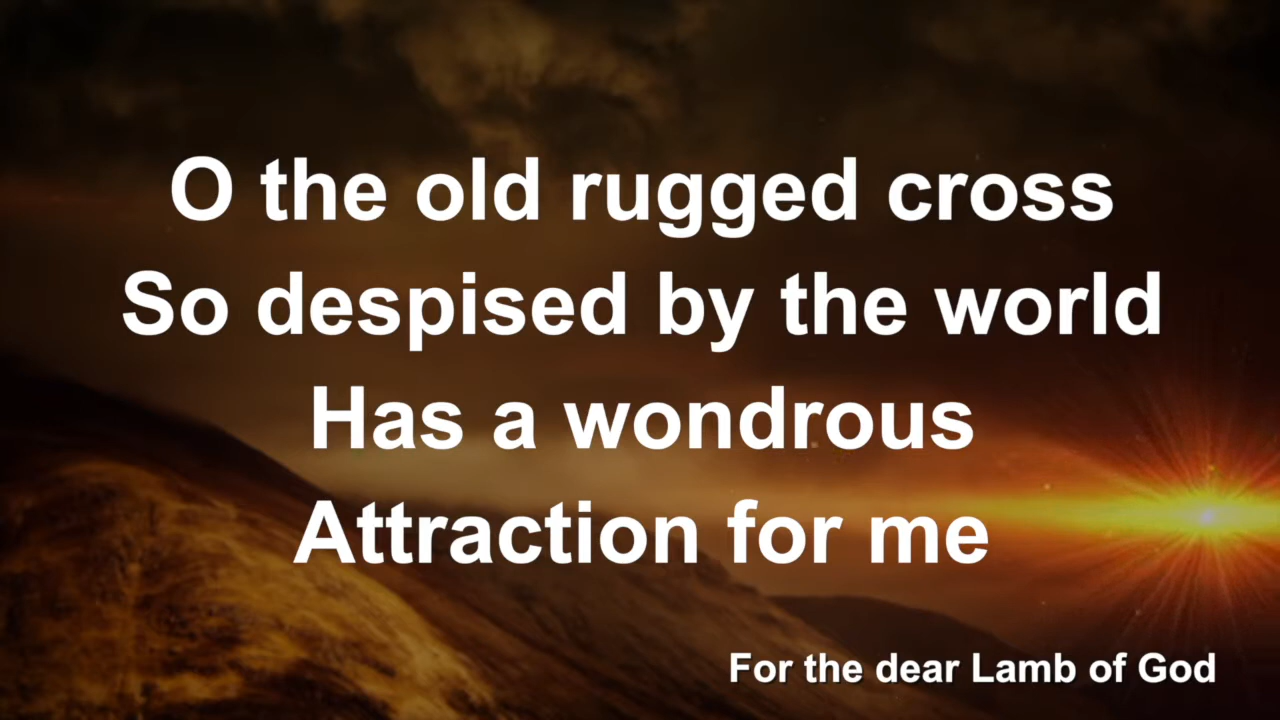 O the old rugged cross
So despised by the world
Has a wondrous
Attraction for me
For the dear Lamb of God